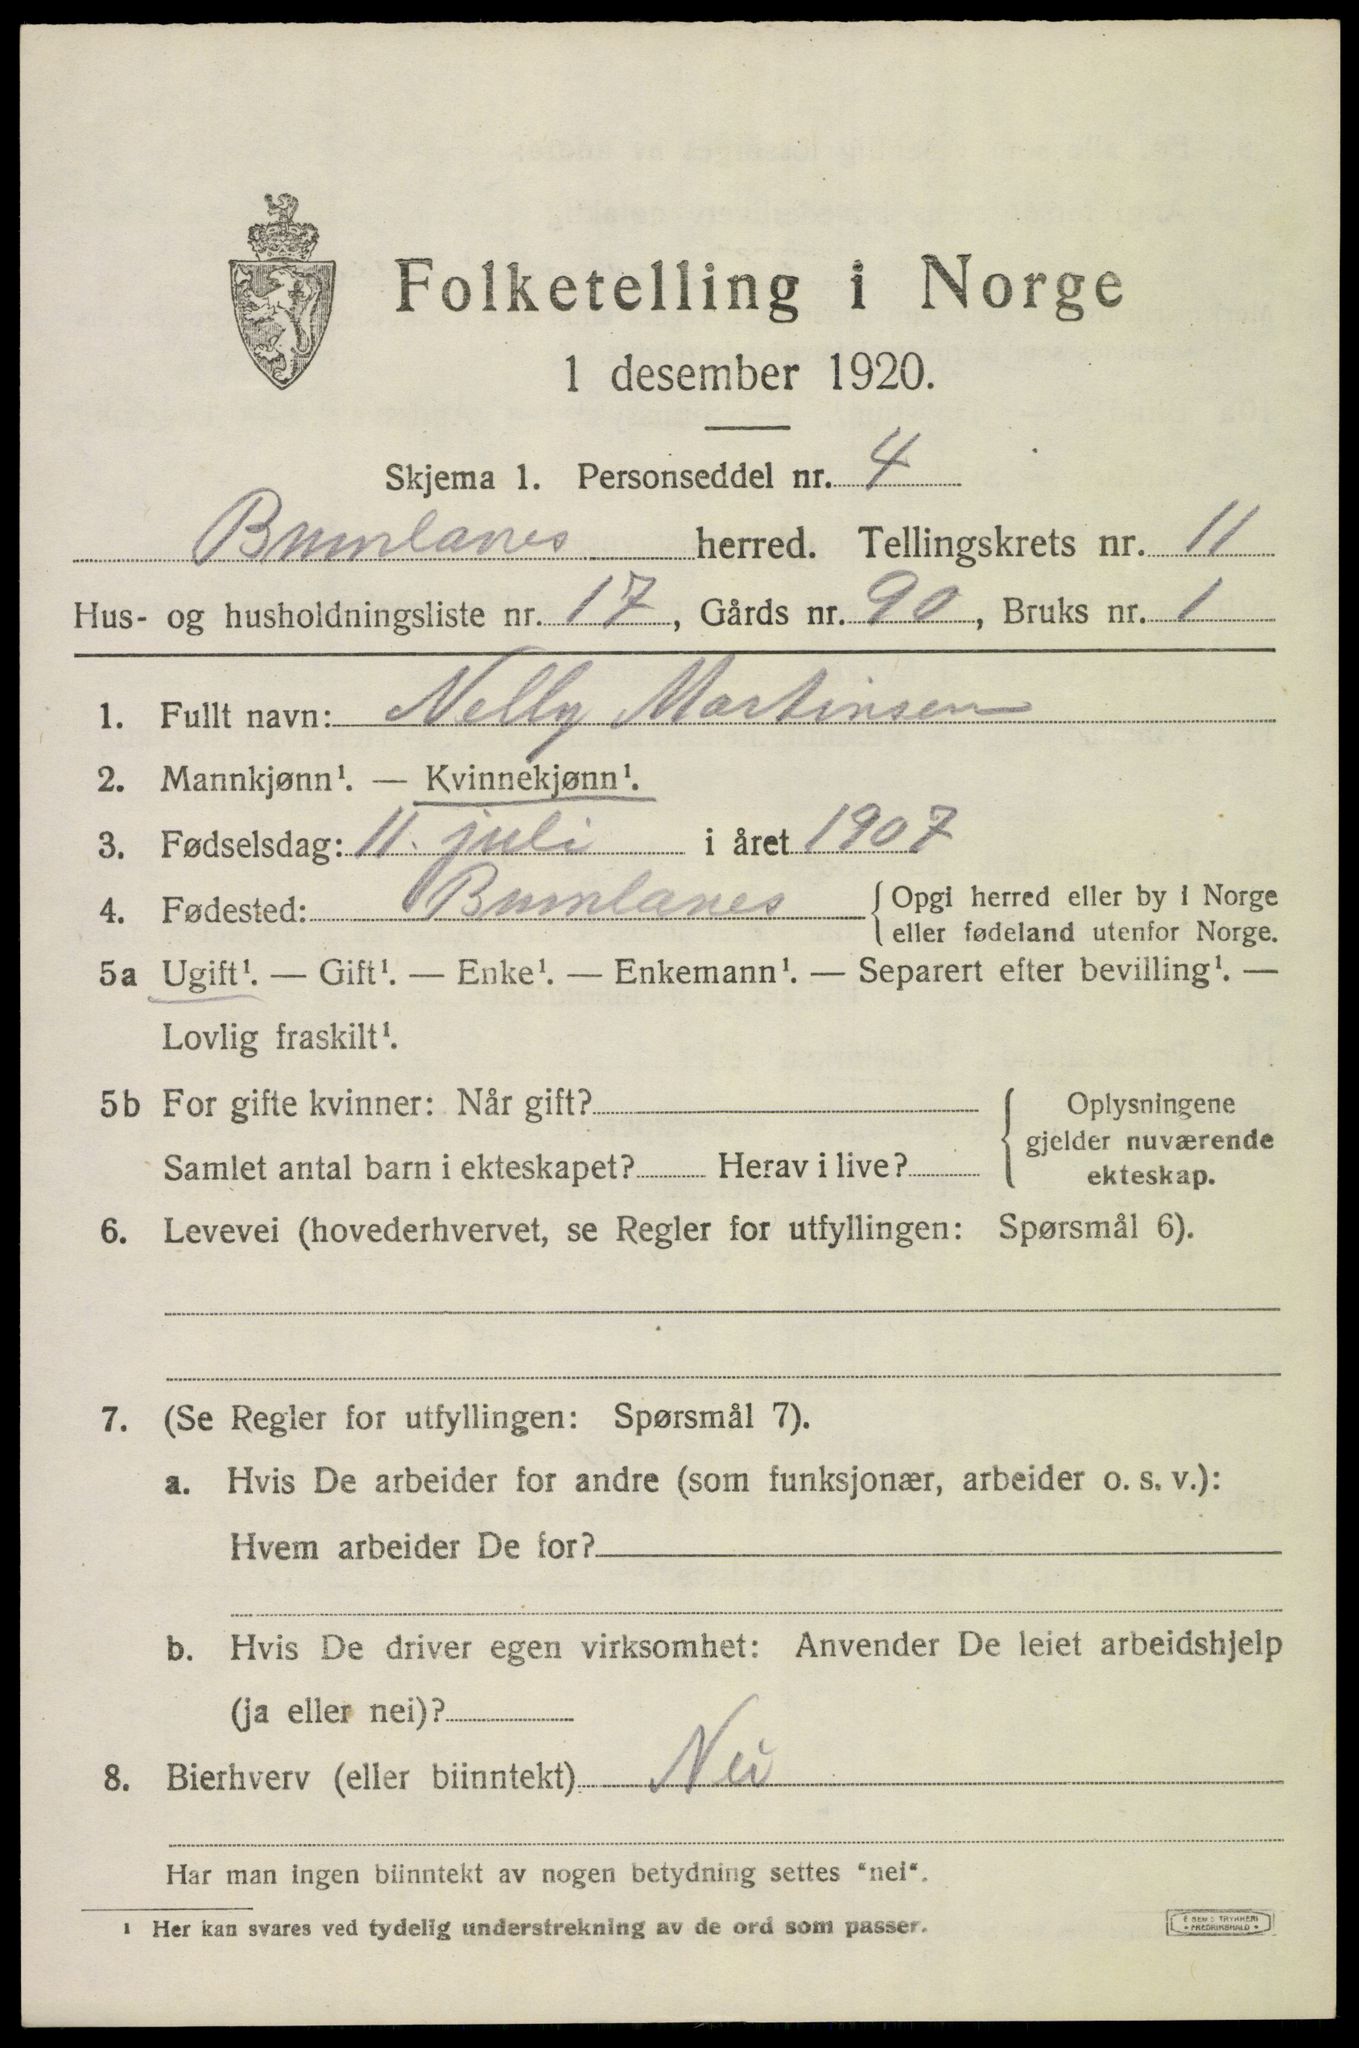 Folketelling i Norge
1 desember 1920.
Skjema 1. Personseddel nr. 4
Brunlanes herred. Tellingskrets nr. 11
Hus- og husholdningsliste nr. 17, Gårds nr. 90, Bruks nr. 1
1. Fullt navn: Nelly Martinsen
2. Mannkjønn¹. — Kvinnekjønn¹.
3. Fødselsdag: 11. juli i året 1907
4. Fødested: Brunlanes { Opgi herred eller by i Norge
eller fødeland utenfor Norge.
5a Ugift¹. — Gift¹. — Enke¹. — Enkemann¹. — Separert efter bevilling¹. —
Lovlig fraskilt¹.
5b For gifte kvinner: Når gift? { Oplysningene
gjelder nuværende
Samlet antal barn i ekteskapet? Herav i live? ekteskap.
6. Levevei (hovederhvervet, se Regler for utfyllingen: Spørsmål 6).
7. (Se Regler for utfyllingen: Spørsmål 7).
a. Hvis De arbeider for andre (som funksjonær, arbeider o. s. v.):
Hvem arbeider De for?
b. Hvis De driver egen virksomhet: Anvender De leiet arbeidshjelp
(ja eller nei)?
8. Bierhverv (eller biinntekt) Nei
Har man ingen biinntekt av nogen betydning settes "nei".
¹ Her kan svares ved tydelig understrekning av de ord som passer.
E SEM'S TRYKKERI
FREDRIKSHALD